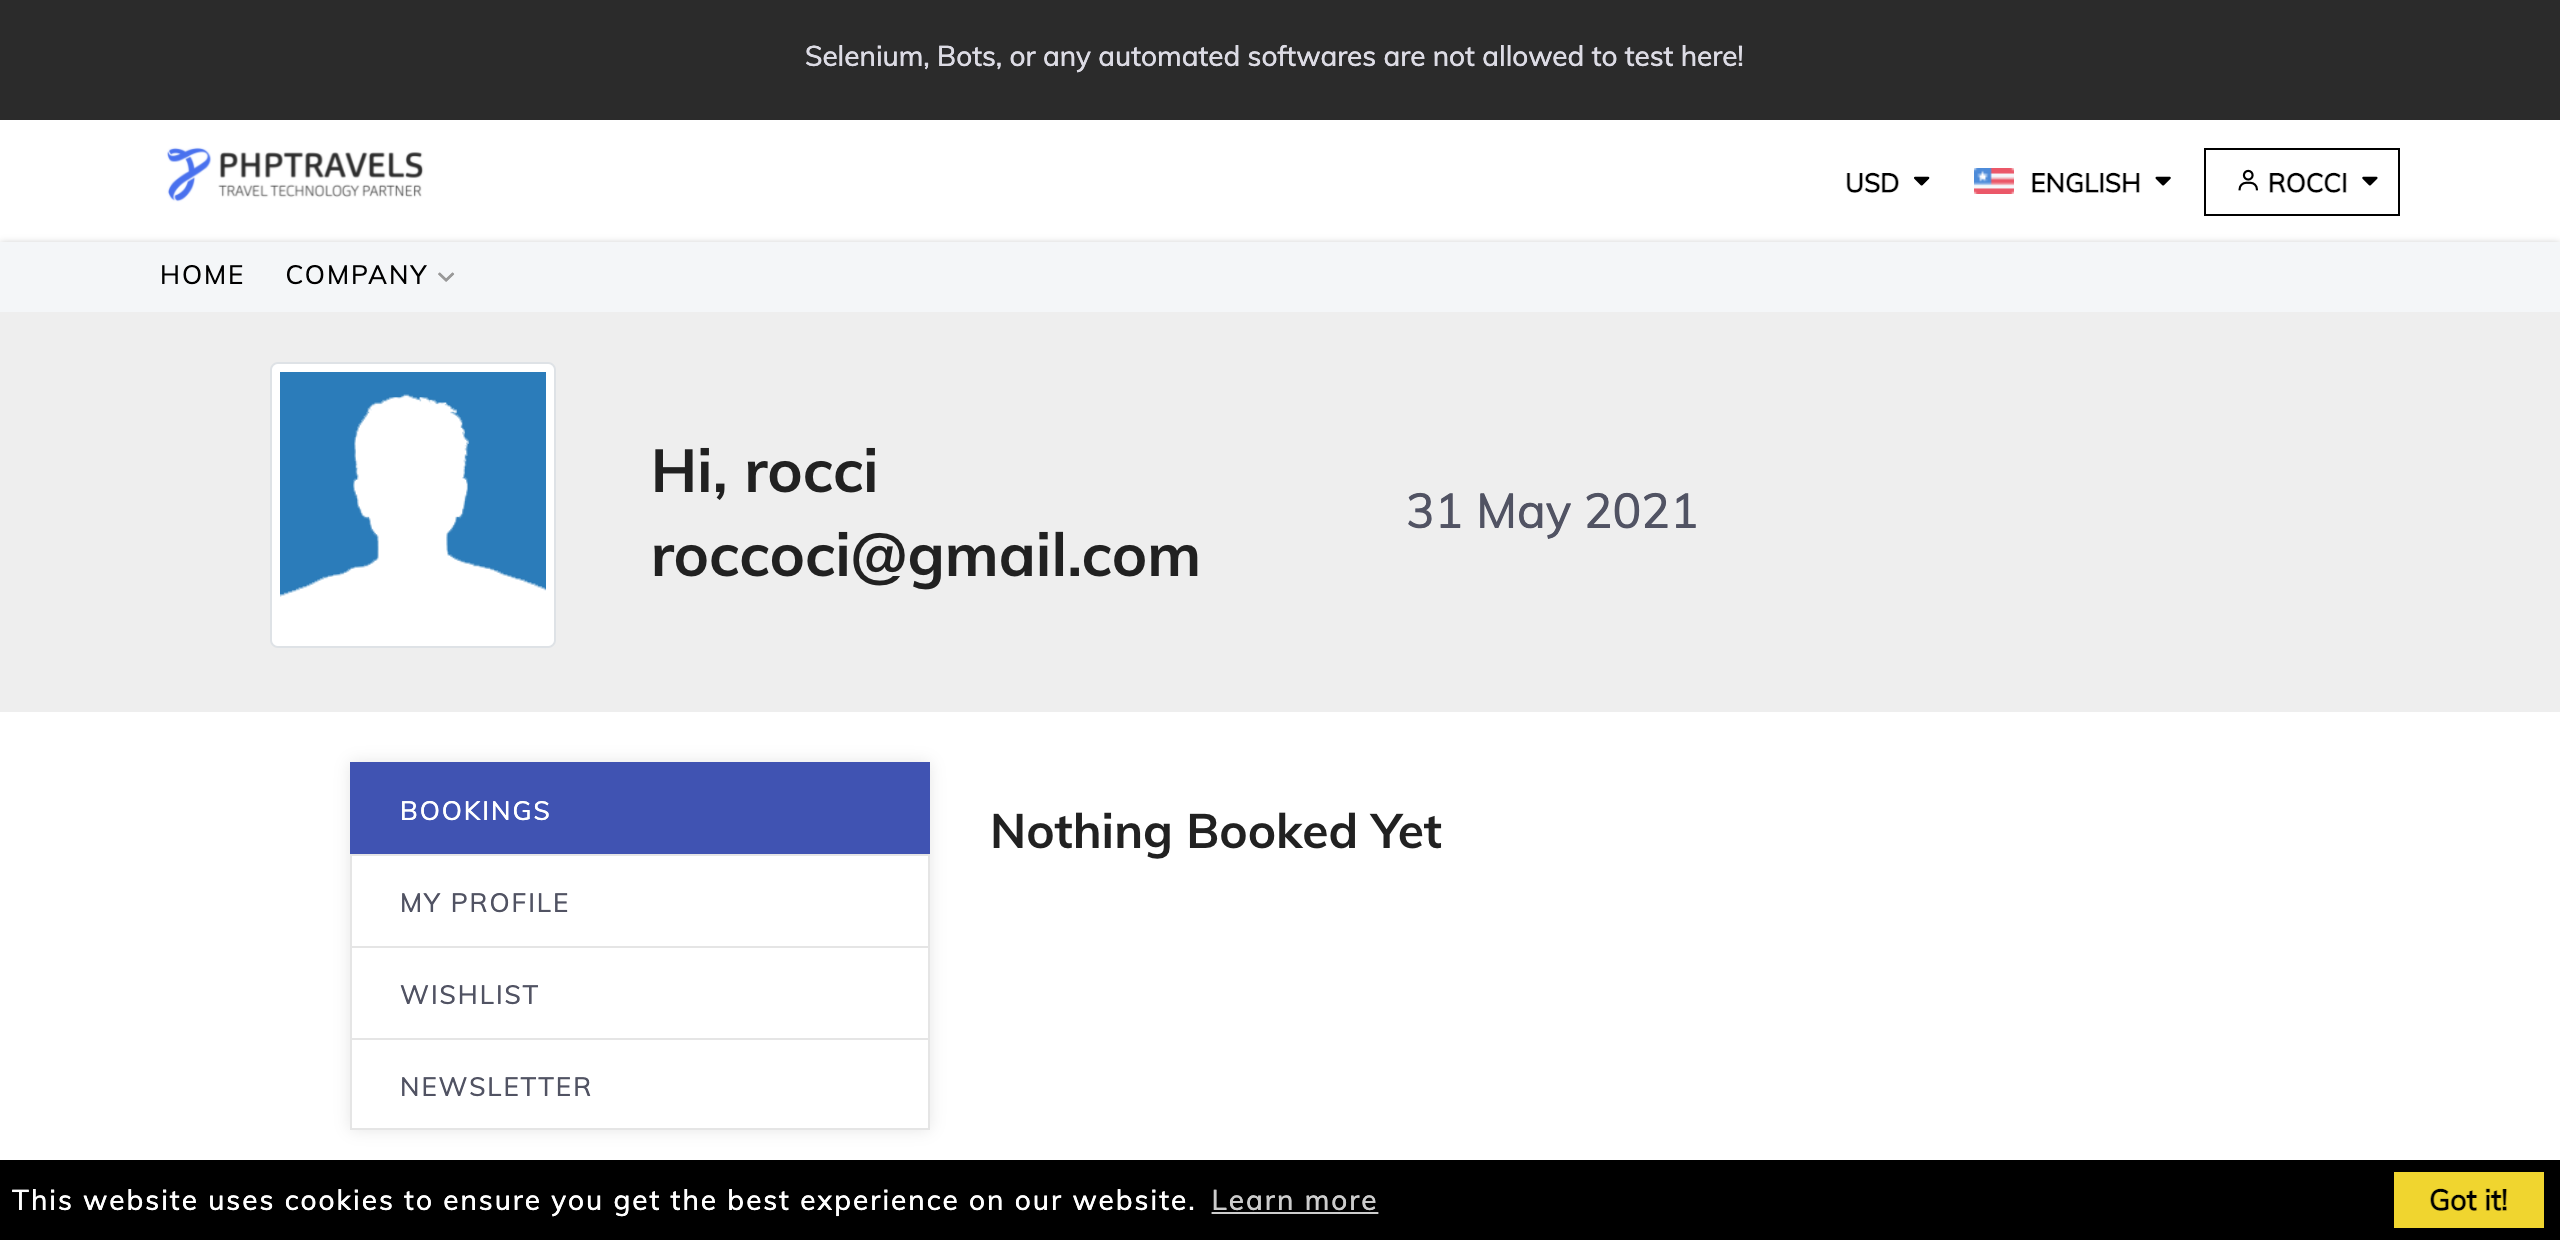 Selenium, Bots, or any automated softwares are not allowed to test here!
PHPTRAVELS
TRAVEL TECHNOLOGY PARTNER
USD
ENGLISH
ROCCI
HOME
COMPANY
Hi, rocci
roccoci@gmail.com
31 May 2021
BOOKINGS
MY PROFILE
WISHLIST
NEWSLETTER
Nothing Booked Yet
This website uses cookies to ensure you get the best experience on our website. Learn more
Got it!